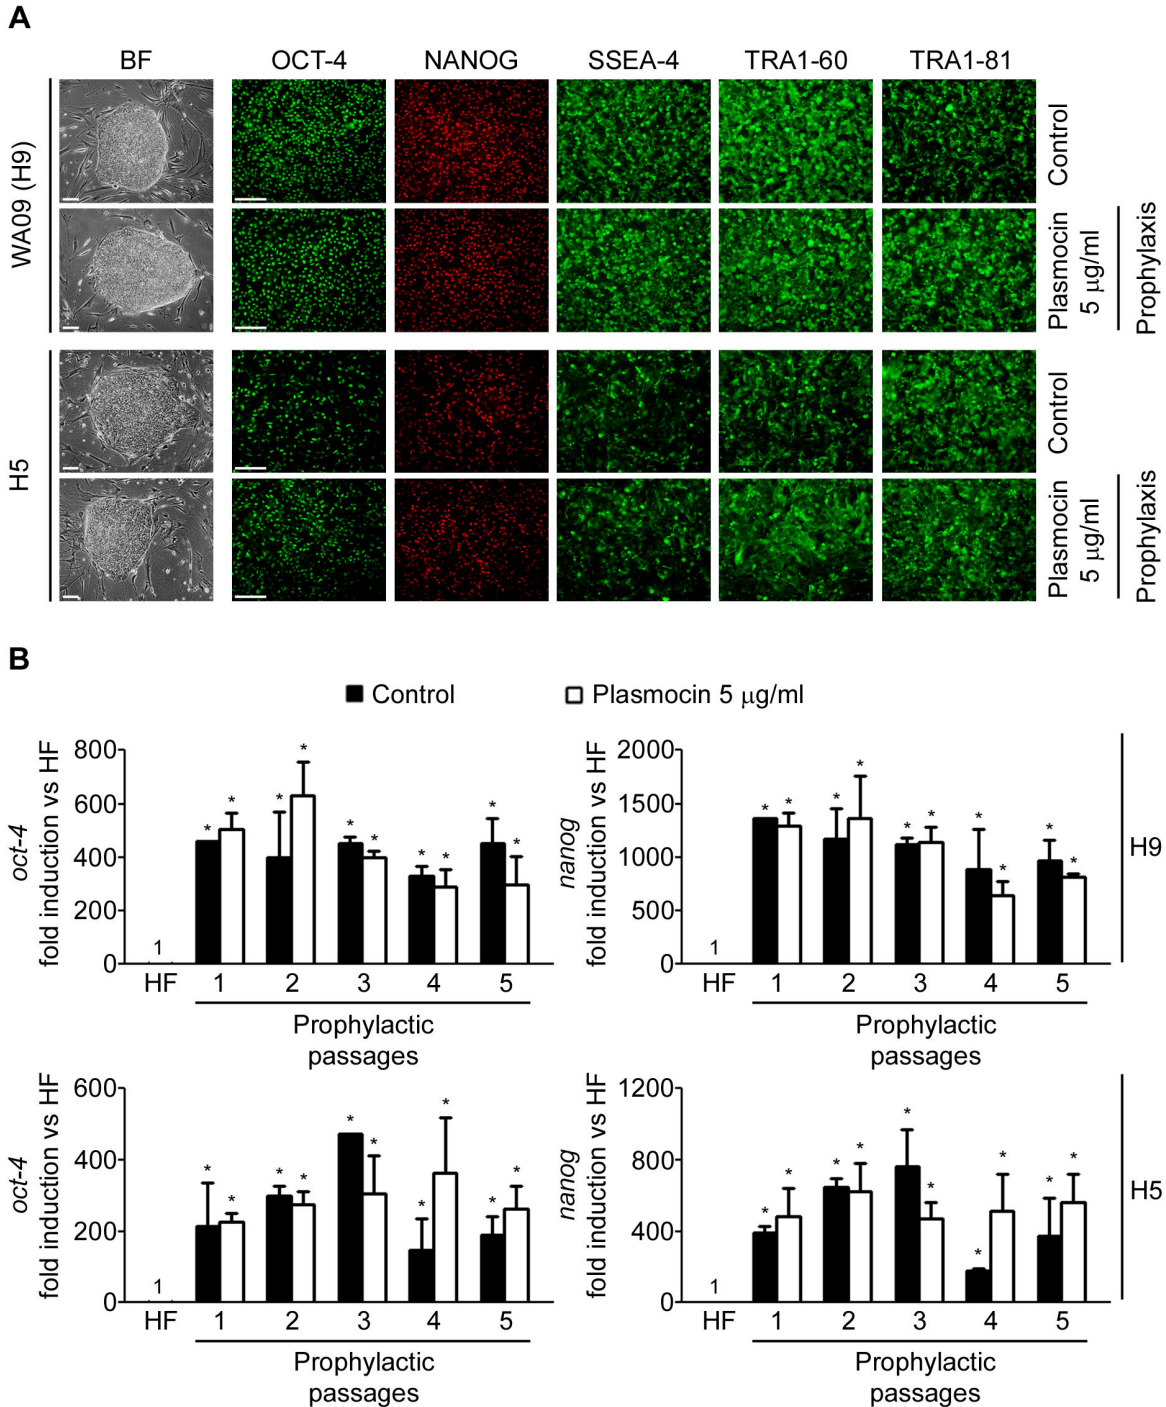 A
BF OCT-4 NANOG SSEA-4 TRA1-60 TRA1-81
WA09 (H9)
Control
Plasmocin
5 μg/ml
Prophylaxis
H5
Control
Plasmocin
5 μg/ml
Prophylaxis
B
Control Plasmocin 5 μg/ml
oct-4
fold induction vs HF
800
600
400
200
0
1
* * * * * * * * * *
HF 1 2 3 4 5
Prophylactic
passages
nanog
fold induction vs HF
2000
1500
1000
500
0
1
* * * * * * * * * *
HF 1 2 3 4 5
Prophylactic
passages
H9
oct-4
fold induction vs HF
600
400
200
0
1
* * * * * * * * * *
HF 1 2 3 4 5
Prophylactic
passages
nanog
fold induction vs HF
1200
800
400
0
1
* * * * * * * * * *
HF 1 2 3 4 5
Prophylactic
passages
H5